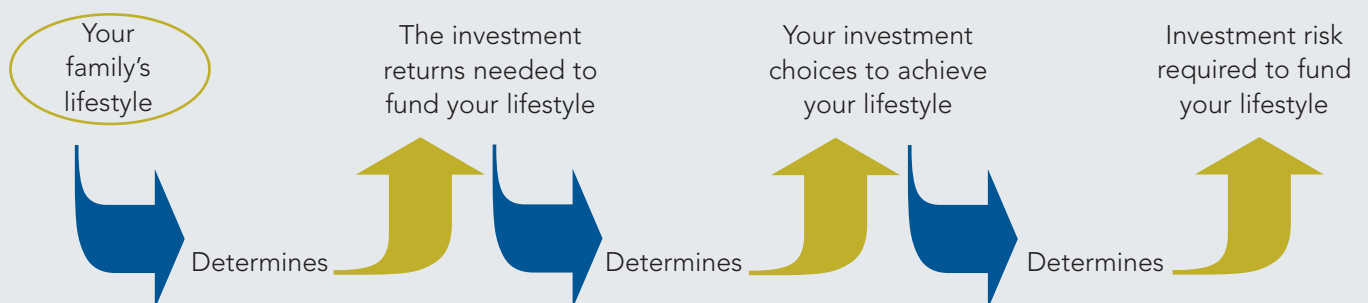 Your
family's
lifestyle
The investment
returns needed to
fund your lifestyle
Your investment
choices to achieve
your lifestyle
Investment risk
required to fund
your lifestyle
Determines
Determines
Determines